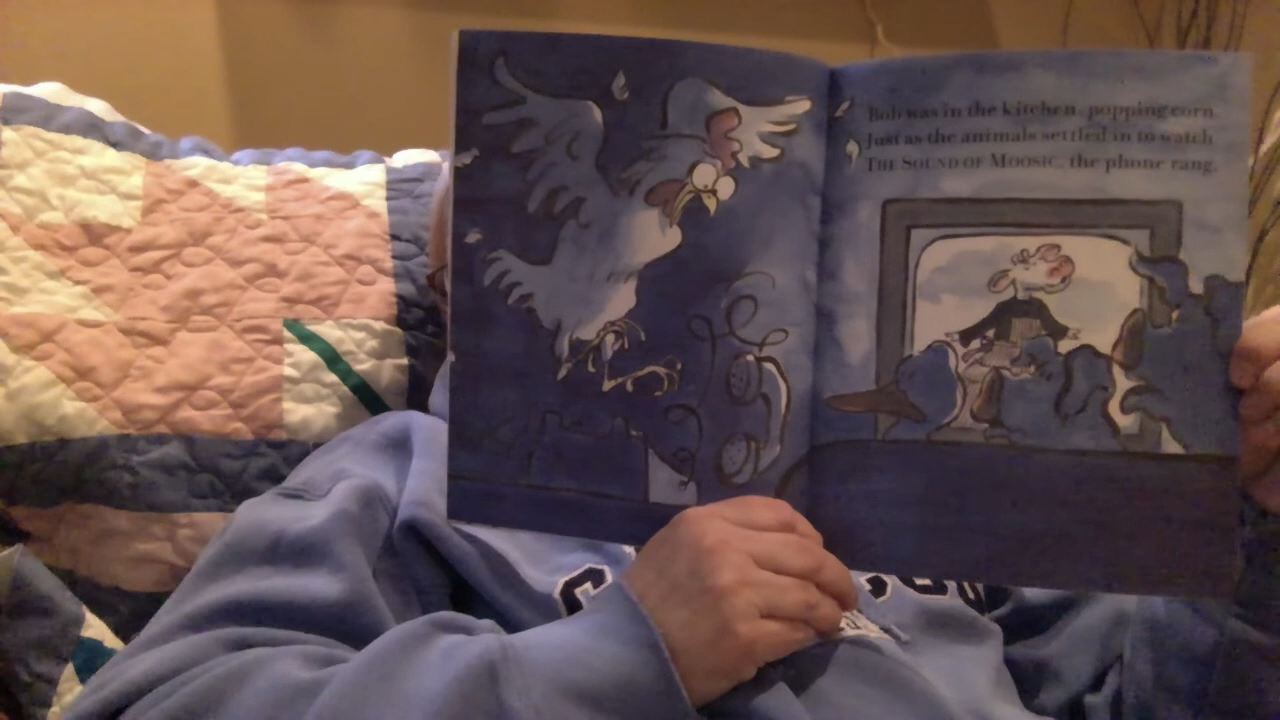 Bob was in the kitchen, popping corn.
Just as the animals settled in to watch
THE SOUND OF MOOSIC, the phone rang.